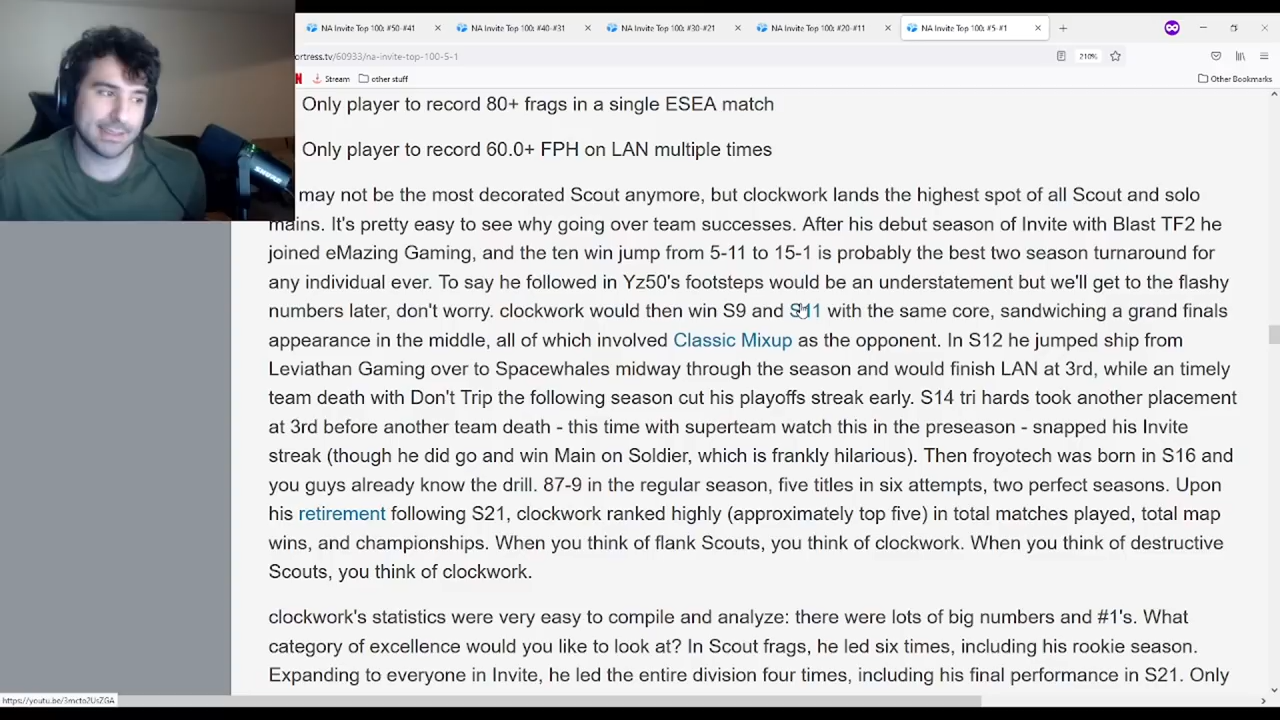 NA Invite Top 100: #50-#41
NA Invite Top 100: #40-#31
NA Invite Top 100: #30-#21
NA Invite Top 100: #20-#11
NA Invite Top 100: #5-#1
ortress.tv/60933/na-invite-top-100-5-1
210%
Stream
other stuff
Other Bookmarks
Only player to record 80+ frags in a single ESEA match
Only player to record 60.0+ FPH on LAN multiple times
may not be the most decorated Scout anymore, but clockwork lands the highest spot of all Scout and solo
mains. It's pretty easy to see why going over team successes. After his debut season of Invite with Blast TF2 he
joined eMazing Gaming, and the ten win jump from 5-11 to 15-1 is probably the best two season turnaround for
any individual ever. To say he followed in Yz50's footsteps would be an understatement but we'll get to the flashy
numbers later, don't worry. clockwork would then win S9 and S11 with the same core, sandwiching a grand finals
appearance in the middle, all of which involved Classic Mixup as the opponent. In S12 he jumped ship from
Leviathan Gaming over to Spacewhales midway through the season and would finish LAN at 3rd, while an timely
team death with Don't Trip the following season cut his playoffs streak early. S14 tri hards took another placement
at 3rd before another team death - this time with superteam watch this in the preseason - snapped his Invite
streak (though he did go and win Main on Soldier, which is frankly hilarious). Then froyotech was born in S16 and
you guys already know the drill. 87-9 in the regular season, five titles in six attempts, two perfect seasons. Upon
his retirement following S21, clockwork ranked highly (approximately top five) in total matches played, total map
wins, and championships. When you think of flank Scouts, you think of clockwork. When you think of destructive
Scouts, you think of clockwork.
clockwork's statistics were very easy to compile and analyze: there were lots of big numbers and #1's. What
category of excellence would you like to look at? In Scout frags, he led six times, including his rookie season.
Expanding to everyone in Invite, he led the entire division four times, including his final performance in S21. Only
https://youtu.be/3mcto2UsZGA
SHURE